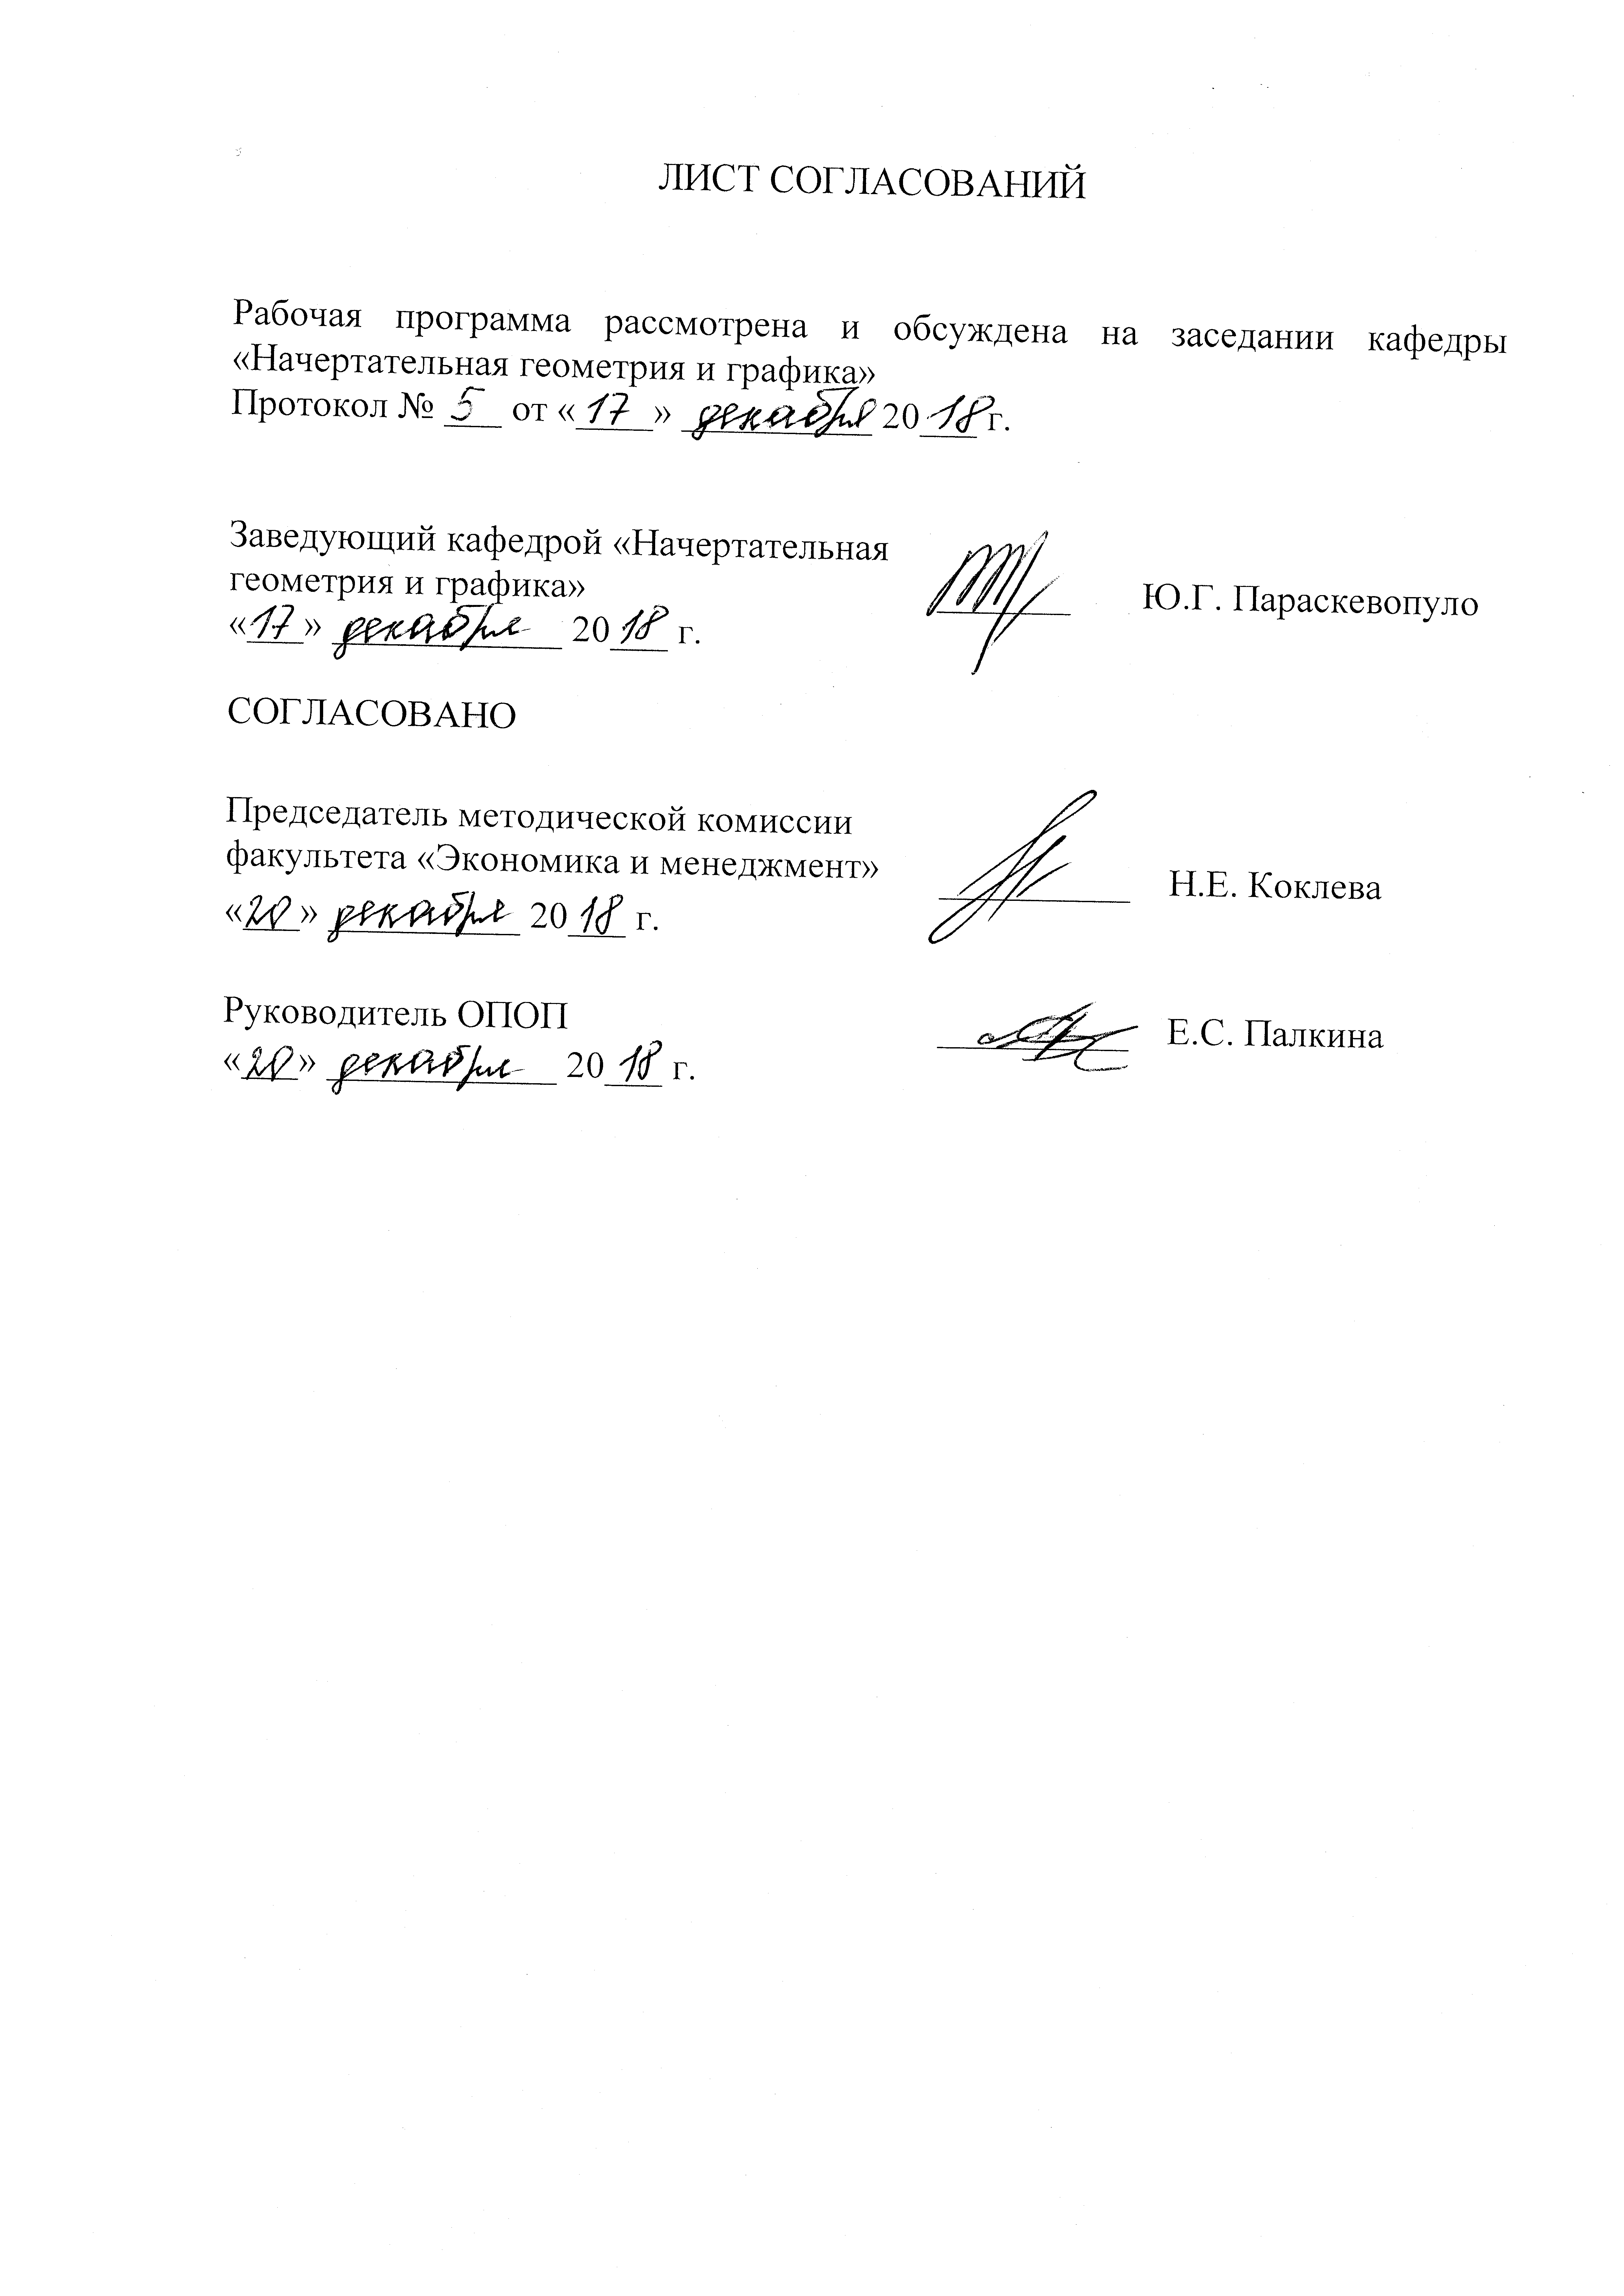 ЛИСТ СОГЛАСОВАНИЙ
Рабочая программа рассмотрена и обсуждена на заседании кафедры
«Начертательная геометрия и графика»
Протокол № 5 от «17» декабря 2018 г.
Заведующий кафедрой «Начертательная
геометрия и графика»
«17» декабря 2018 г.
Ю.Г. Параскевопуло
СОГЛАСОВАНО
Председатель методической комиссии
факультета «Экономика и менеджмент»
«20» декабря 2018 г.
Н.Е. Коклева
Руководитель ОПОП
«20» декабря 2018 г.
Е.С. Палкина